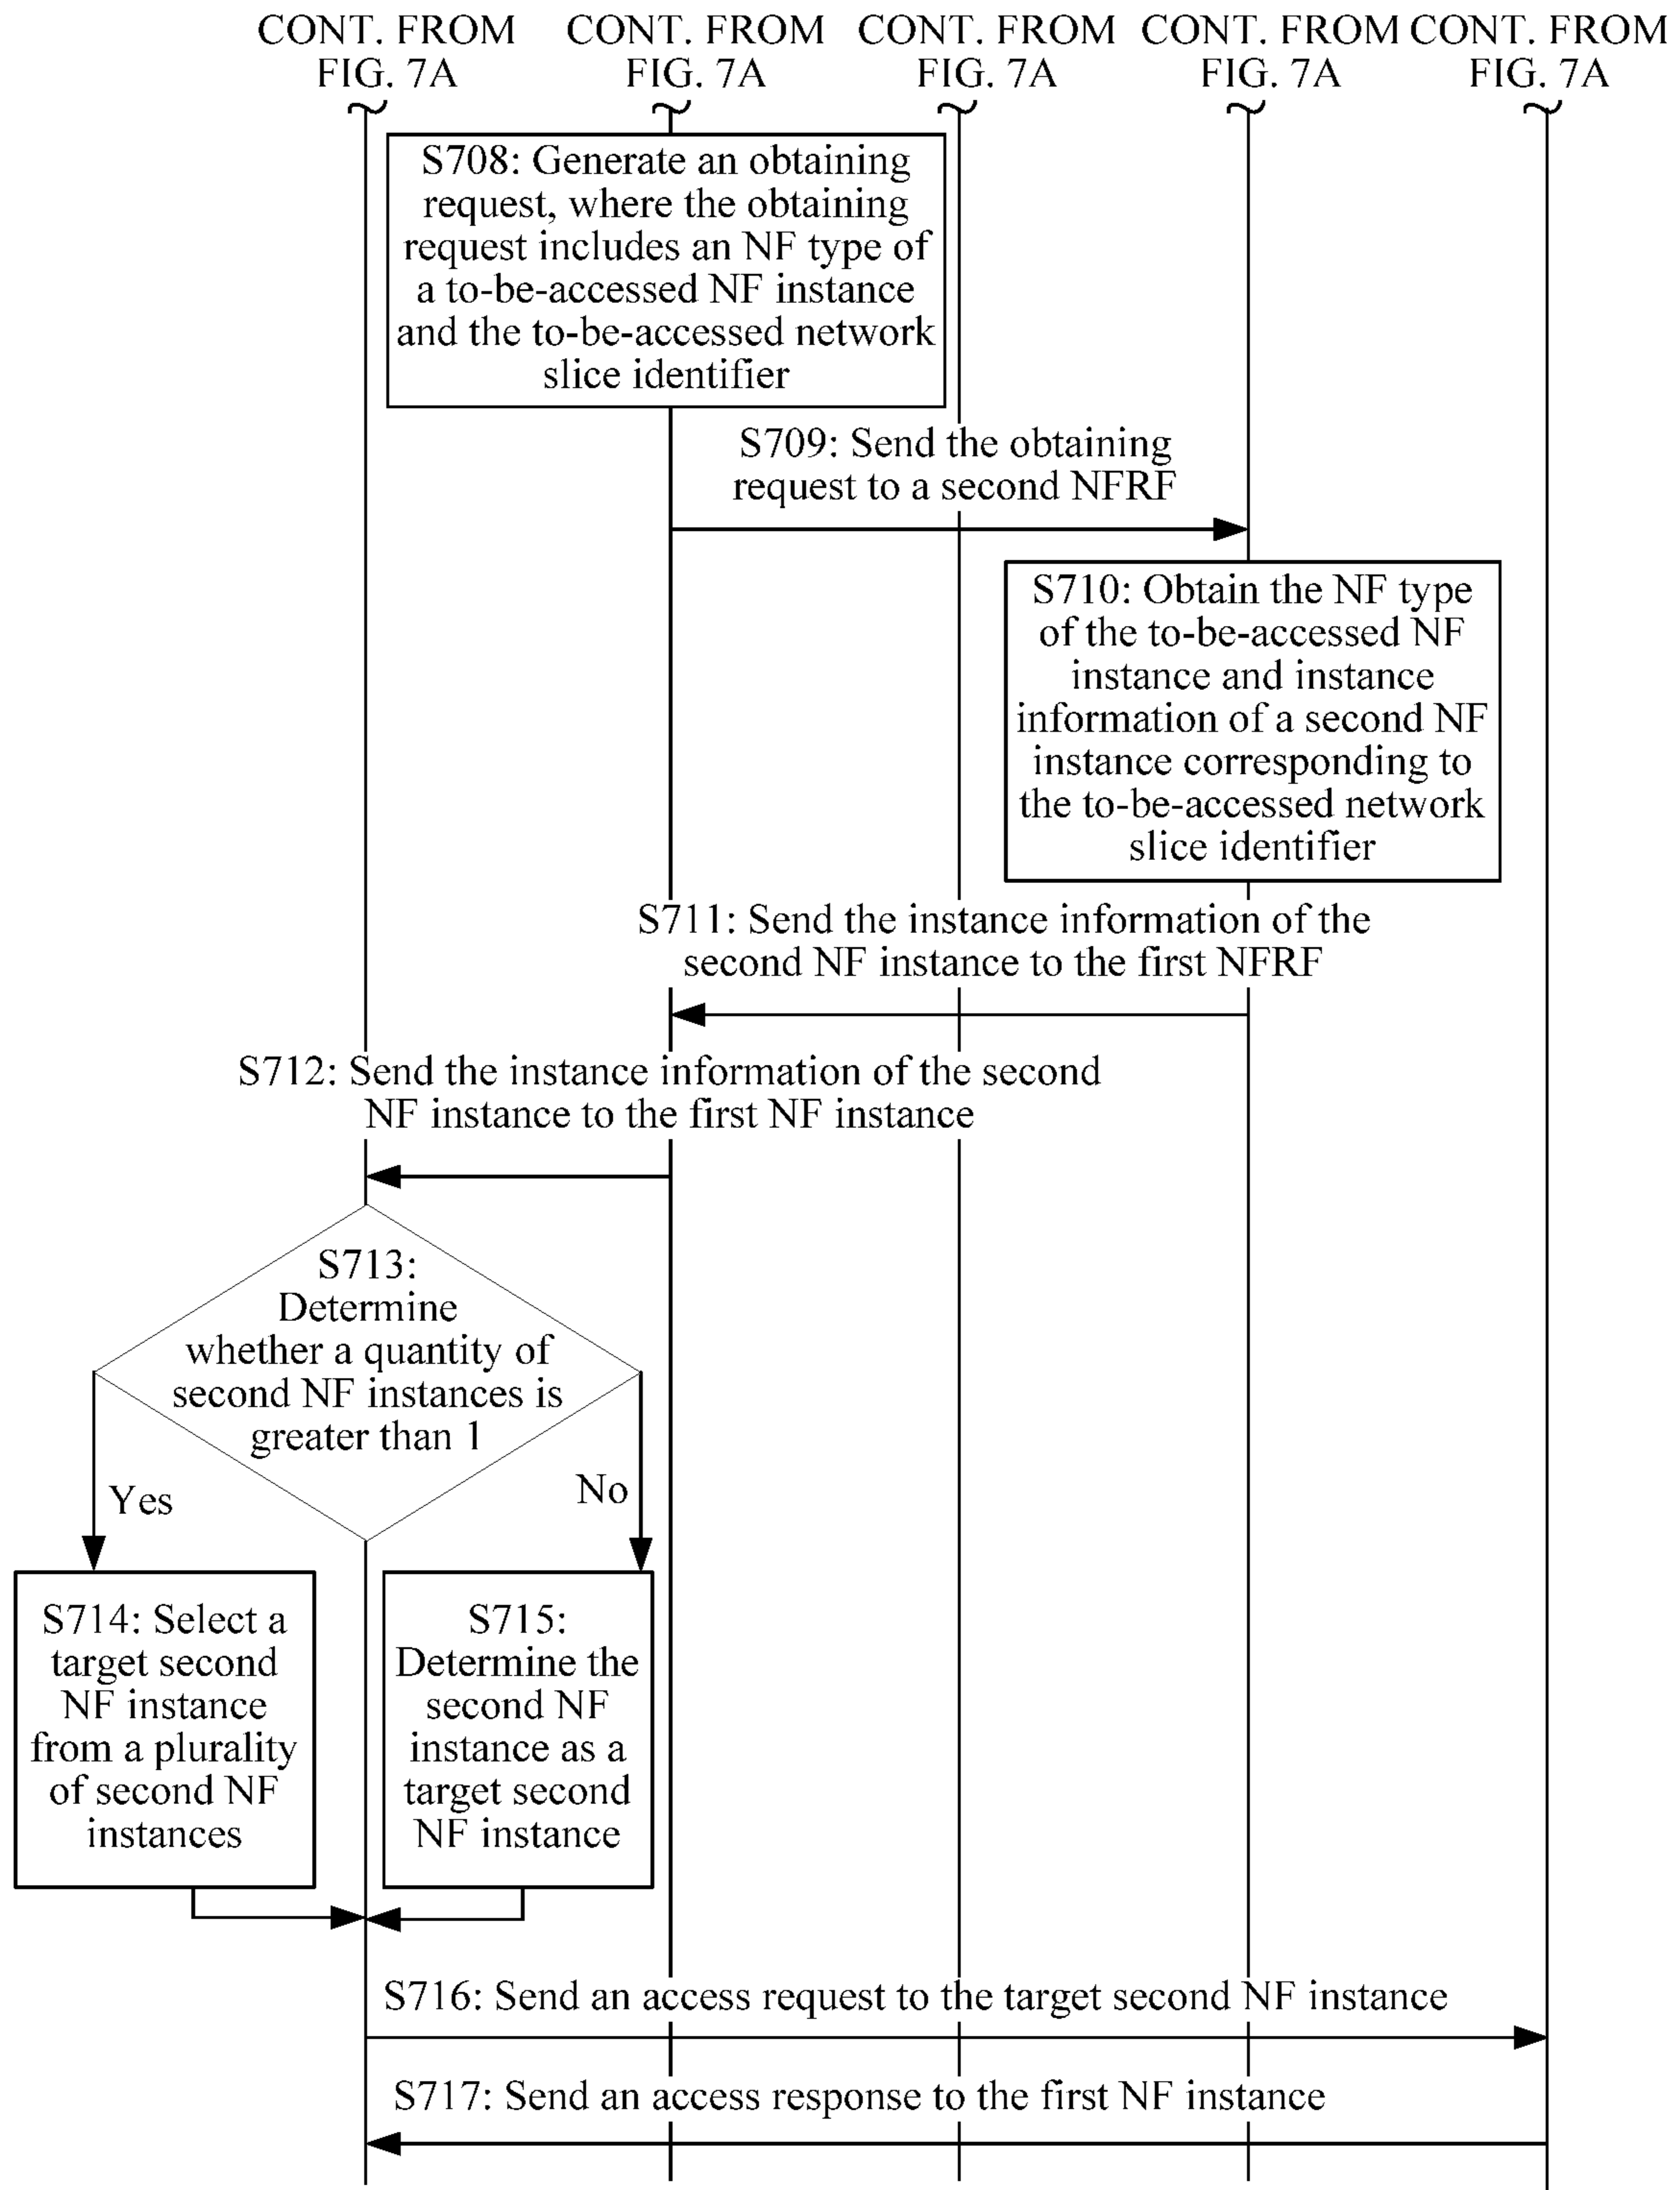 CONT. FROM CONT. FROM CONT. FROM CONT. FROM CONT. FROM
FIG. 7A FIG. 7A FIG. 7A FIG. 7A FIG. 7A
S708: Generate an obtaining
request, where the obtaining
request includes an NF type of
a to-be-accessed NF instance
and the to-be-accessed network
slice identifier
S709: Send the obtaining
request to a second NFRF
S710: Obtain the NF type
of the to-be-accessed NF
instance and instance
information of a second NF
instance corresponding to
the to-be-accessed network
slice identifier
S711: Send the instance information of the
second NF instance to the first NFRF
S712: Send the instance information of the second
NF instance to the first NF instance
S713:
Determine
whether a quantity of
second NF instances is
greater than 1
Yes
No
S714: Select a
target second
NF instance
from a plurality
of second NF
instances
S715:
Determine the
second NF
instance as a
target second
NF instance
S716: Send an access request to the target second NF instance
S717: Send an access response to the first NF instance